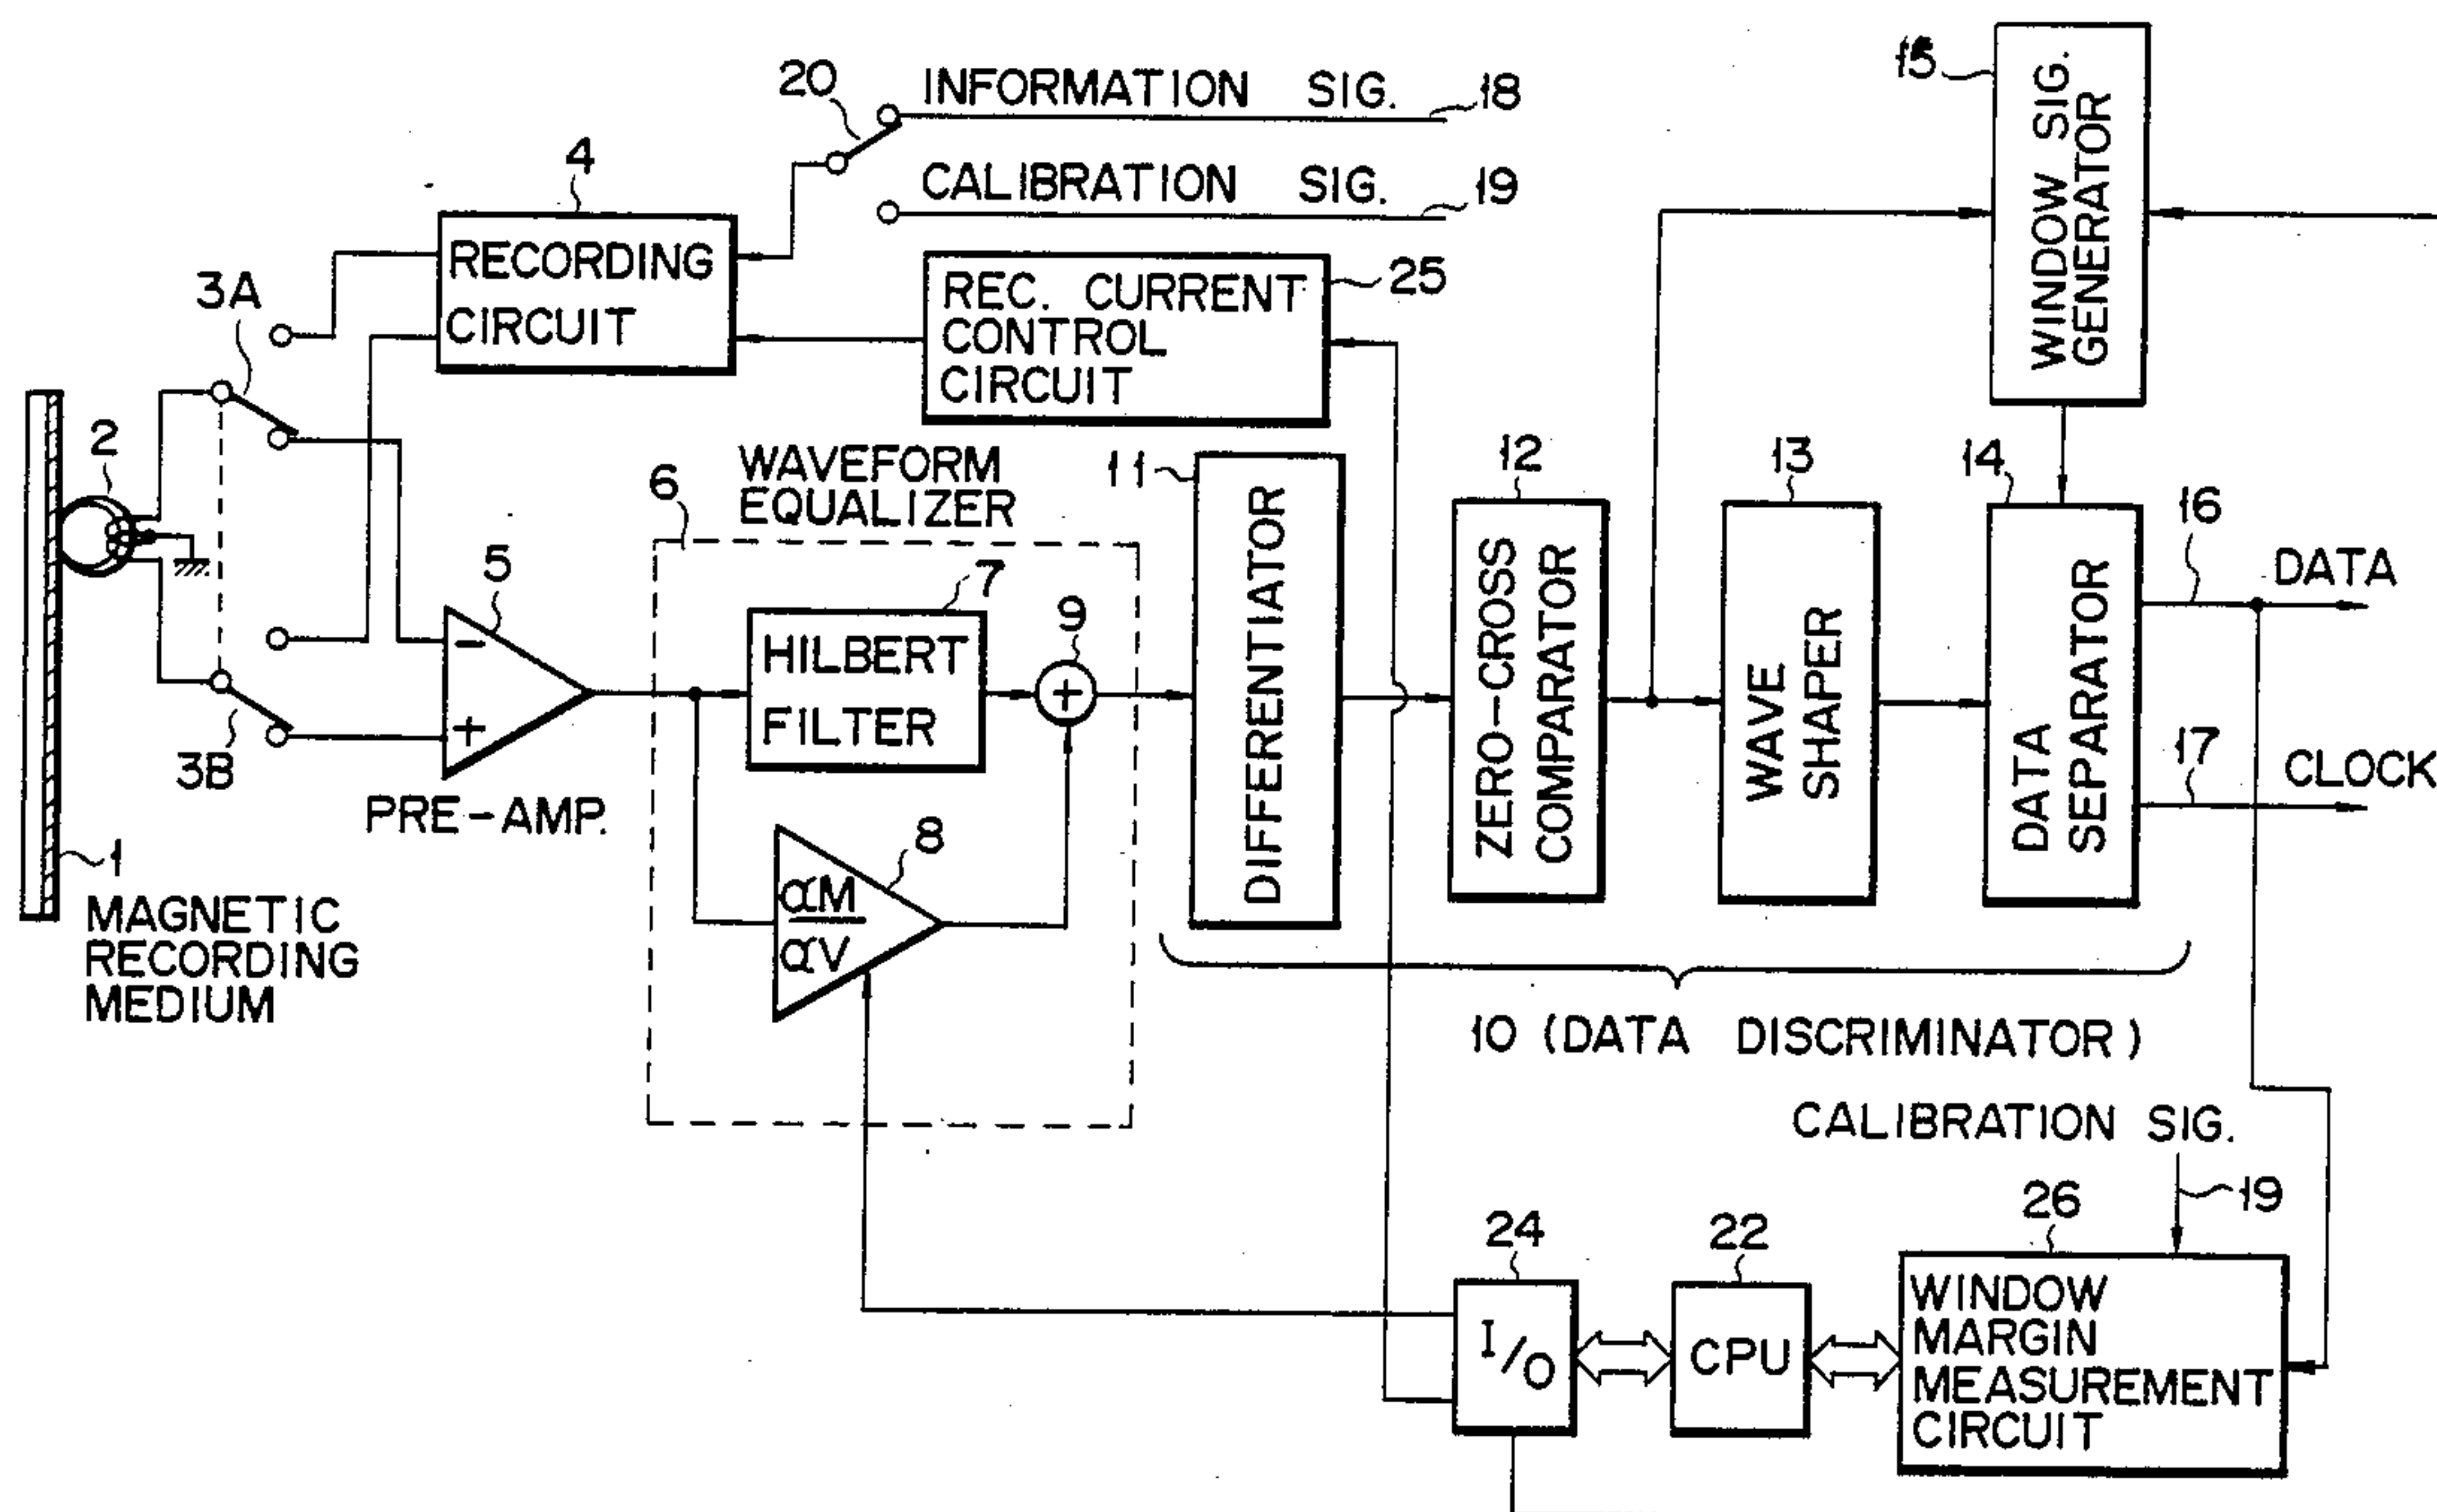 20
INFORMATION SIG.
18
CALIBRATION SIG.
19
15
WINDOW SIG.
GENERATOR
4
RECORDING
CIRCUIT
REC. CURRENT
CONTROL
CIRCUIT
25
3A
2
3B
1
MAGNETIC
RECORDING
MEDIUM
5
-
+
PRE-AMP.
6
WAVEFORM
EQUALIZER
7
HILBERT
FILTER
9
+
8
αM
αV
11
DIFFERENTIATOR
12
ZERO-CROSS
COMPARATOR
13
WAVE
SHAPER
14
DATA
SEPARATOR
16
DATA
17
CLOCK
10 (DATA DISCRIMINATOR)
CALIBRATION SIG.
19
24
I/O
22
CPU
26
WINDOW
MARGIN
MEASUREMENT
CIRCUIT